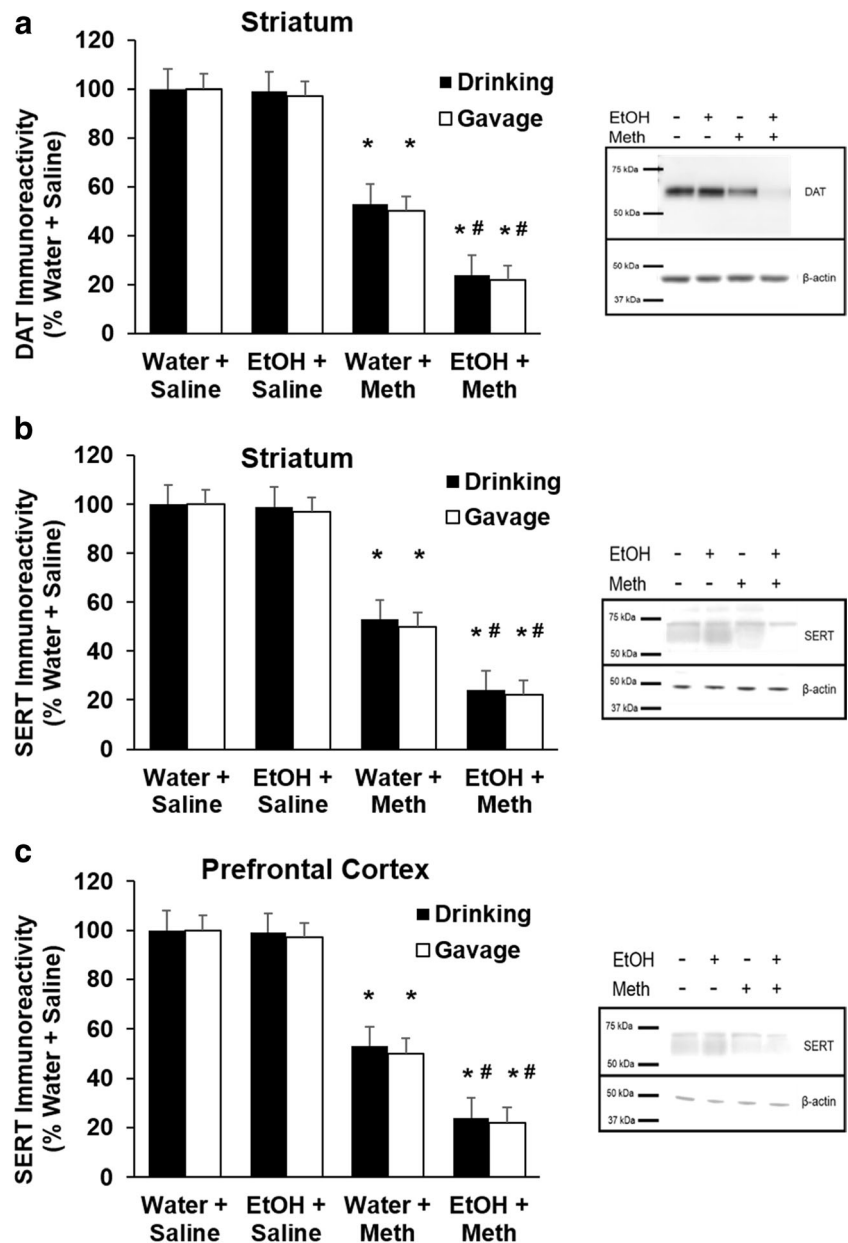 a
Striatum
DAT Immunoreactivity
(% Water + Saline)
120
100
80
60
40
20
0
Drinking
Gavage
* *
* # * #
Water + Saline
EtOH + Saline
Water + Meth
EtOH + Meth
EtOH - + - +
Meth - - + +
75 kDa
DAT
50 kDa
50 kDa
β-actin
37 kDa
b
Striatum
SERT Immunoreactivity
(% Water + Saline)
120
100
80
60
40
20
0
Drinking
Gavage
* *
* # * #
Water + Saline
EtOH + Saline
Water + Meth
EtOH + Meth
EtOH - + - +
Meth - - + +
75 kDa
SERT
50 kDa
50 kDa
β-actin
37 kDa
c
Prefrontal Cortex
SERT Immunoreactivity
(% Water + Saline)
120
100
80
60
40
20
0
Drinking
Gavage
* *
* # * #
Water + Saline
EtOH + Saline
Water + Meth
EtOH + Meth
EtOH - + - +
Meth - - + +
75 kDa
SERT
50 kDa
50 kDa
β-actin
37 kDa